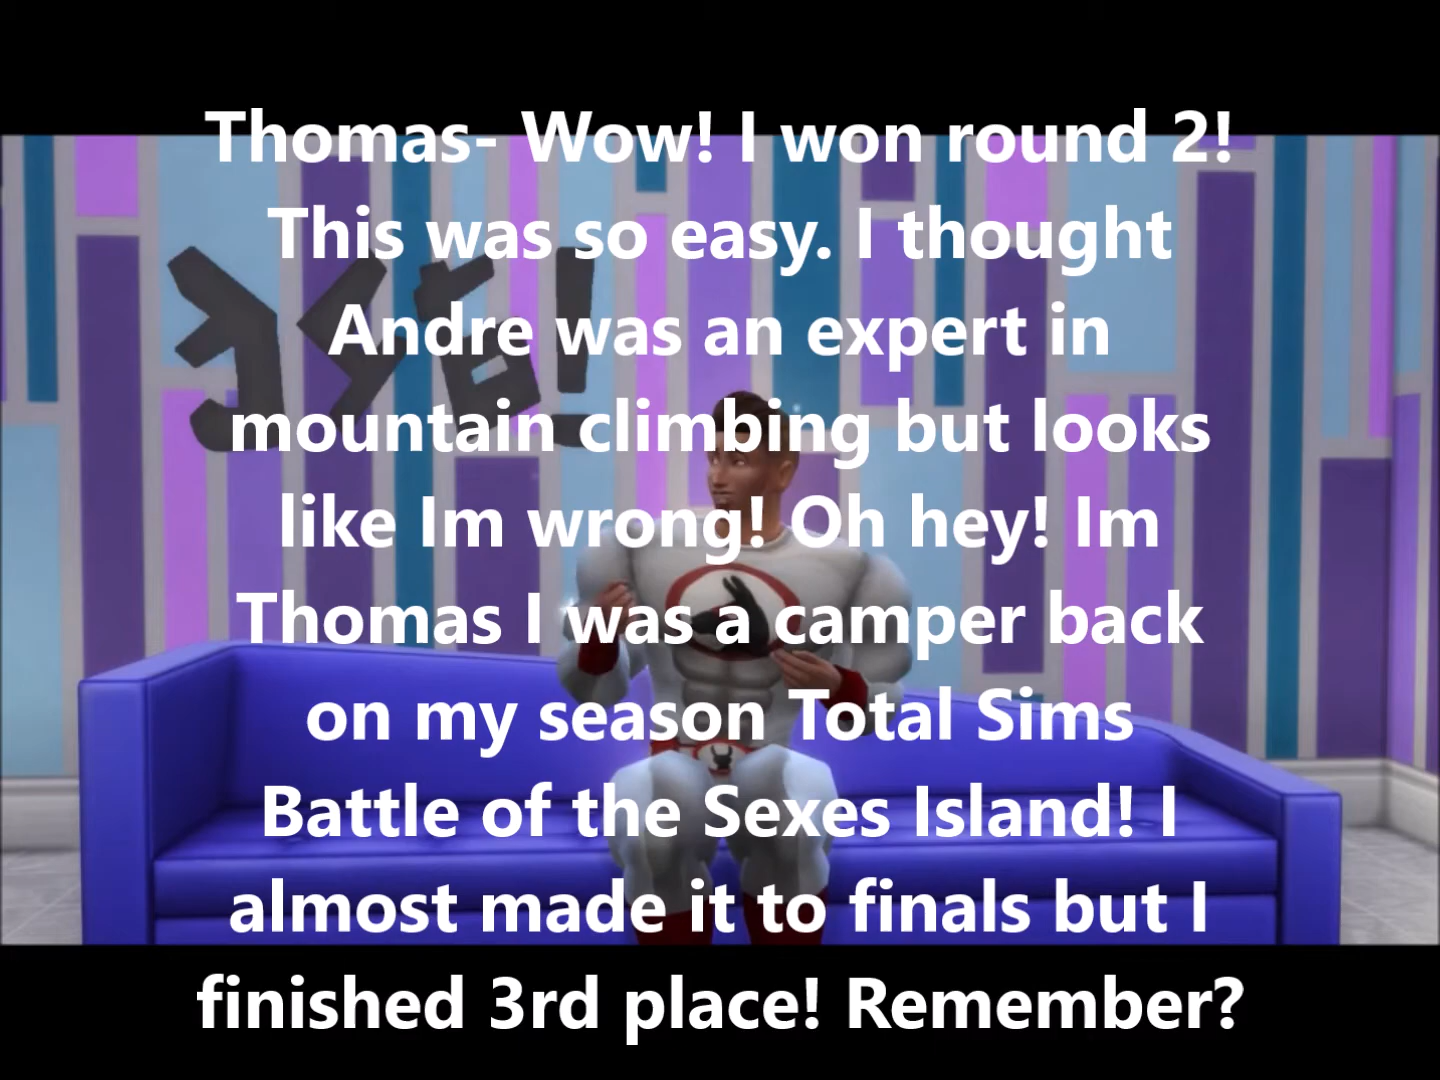 Thomas- Wow! I won round 2!
This was so easy. I thought
Andre was an expert in
mountain climbing but looks
like Im wrong! Oh hey! Im
Thomas I was a camper back
on my season Total Sims
Battle of the Sexes Island! I
almost made it to finals but I
finished 3rd place! Remember?